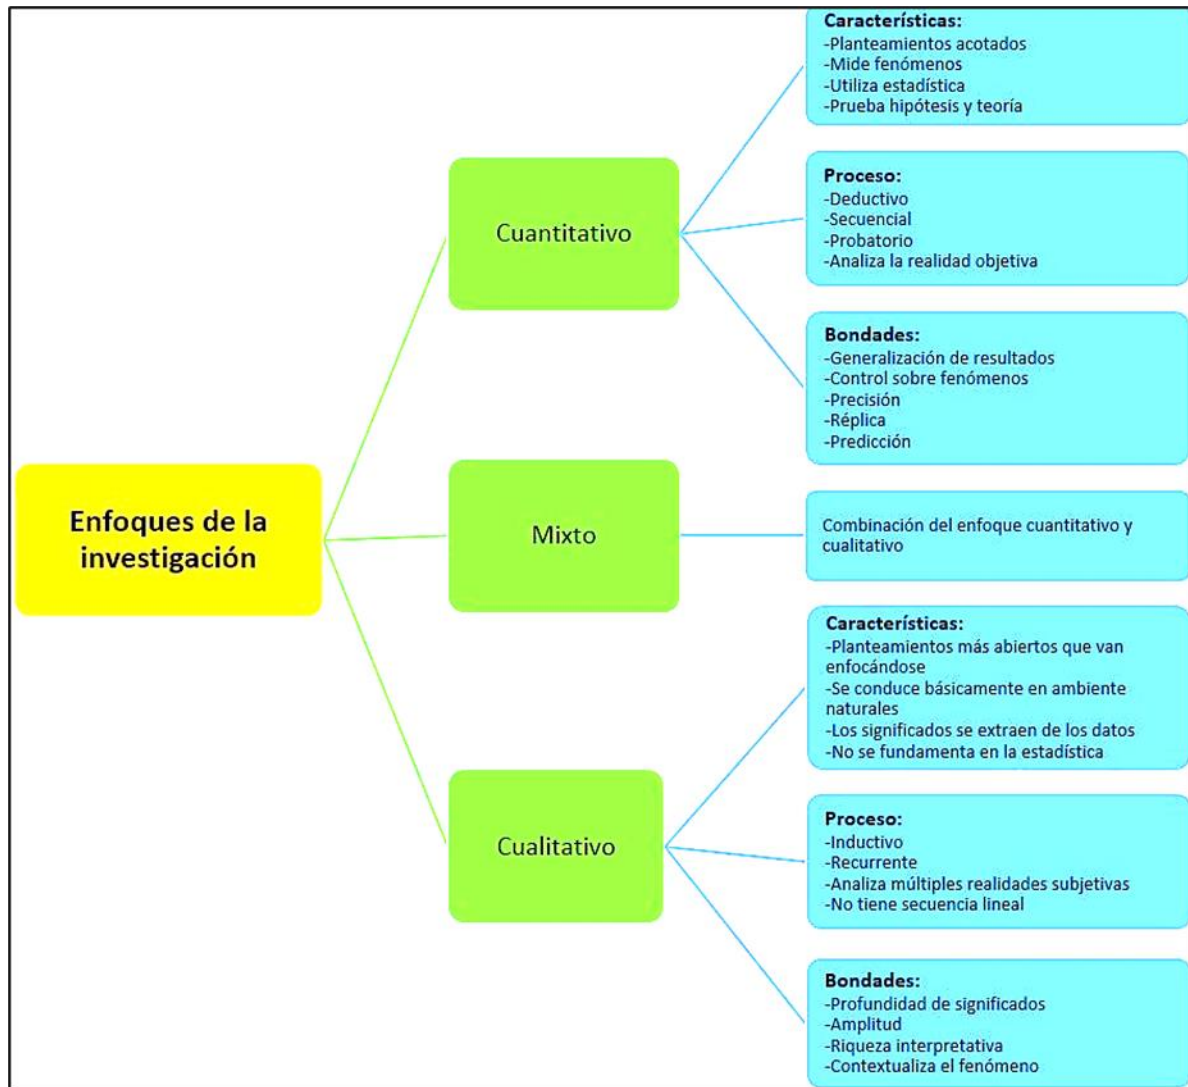 Enfoques de la
investigación
Cuantitativo
Características:
-Planteamientos acotados
-Mide fenómenos
-Utiliza estadística
-Prueba hipótesis y teoría
Proceso:
-Deductivo
-Secuencial
-Probatorio
-Analiza la realidad objetiva
Bondades:
-Generalización de resultados
-Control sobre fenómenos
-Precisión
-Réplica
-Predicción
Mixto
Combinación del enfoque cuantitativo y
cualitativo
Cualitativo
Características:
-Planteamientos más abiertos que van
enfocándose
-Se conduce básicamente en ambiente
naturales
-Los significados se extraen de los datos
-No se fundamenta en la estadística
Proceso:
-Inductivo
-Recurrente
-Analiza múltiples realidades subjetivas
-No tiene secuencia lineal
Bondades:
-Profundidad de significados
-Amplitud
-Riqueza interpretativa
-Contextualiza el fenómeno